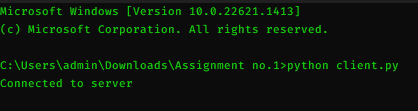 Microsoft Windows [Version 10.0.22621.1413]
(c) Microsoft Corporation. All rights reserved.
C:\Users\admin\Downloads\Assignment no.1>python client.py
Connected to server